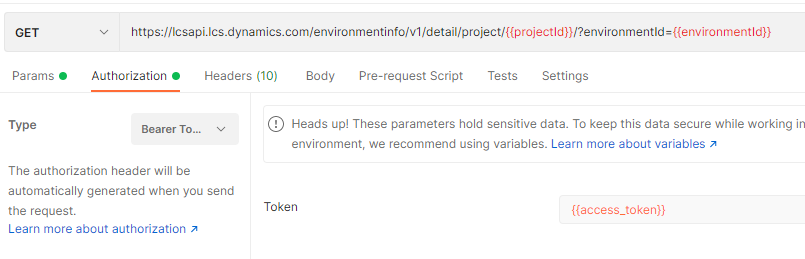 GET https://lcsapi.lcs.dynamics.com/environmentinfo/v1/detail/project/{{projectId}}/?environmentId={{environmentId}}
Params Authorization Headers (10) Body Pre-request Script Tests Settings
Type Bearer To...
The authorization header will be
automatically generated when you send
the request.
Learn more about authorization ↗
Heads up! These parameters hold sensitive data. To keep this data secure while working in
environment, we recommend using variables. Learn more about variables ↗
Token {{access_token}}